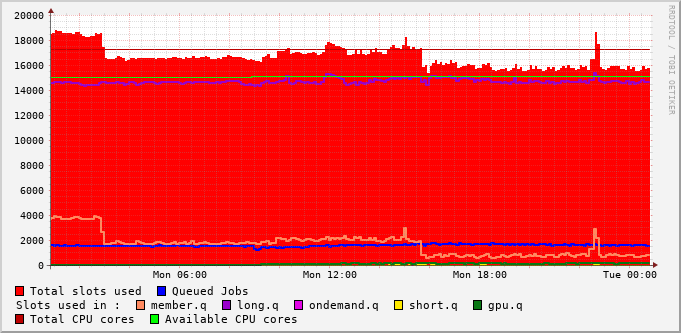 RRDTOOL / TOBI OETIKER
20000
18000
16000
14000
12000
10000
8000
6000
4000
2000
0
Mon 06:00 Mon 12:00 Mon 18:00 Tue 00:00
Total slots used Queued Jobs
Slots used in : member.q long.q ondemand.q short.q gpu.q
Total CPU cores Available CPU cores